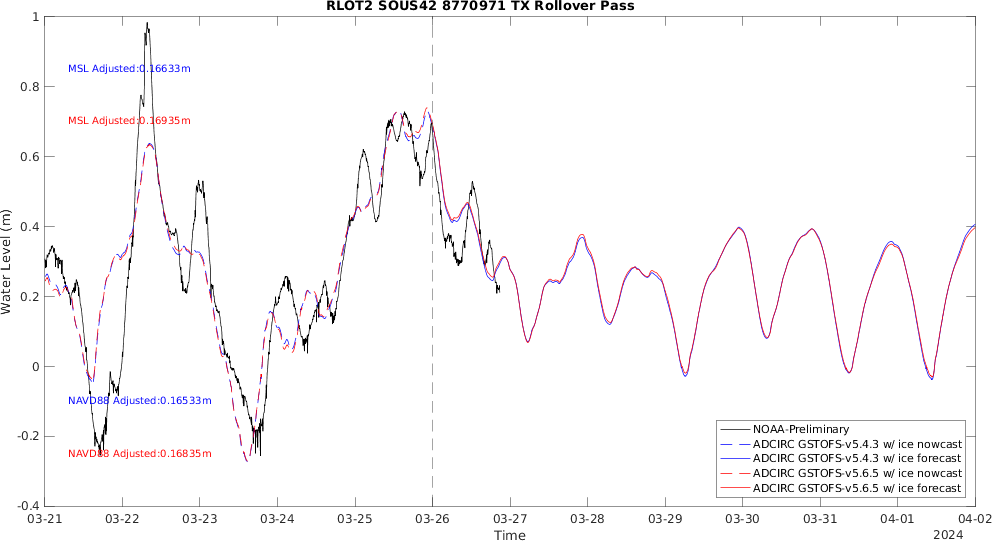 RLOT2 SOUS42 8770971 TX Rollover Pass
1
0.8
0.6
0.4
0.2
0
-0.2
-0.4
Water Level (m)
MSL Adjusted:0.16633m
MSL Adjusted:0.16935m
NAVD88 Adjusted:0.16533m
NAVD88 Adjusted:0.16835m
NOAA-Preliminary
ADCIRC GSTOFS-v5.4.3 w/ ice nowcast
ADCIRC GSTOFS-v5.4.3 w/ ice forecast
ADCIRC GSTOFS-v5.6.5 w/ ice nowcast
ADCIRC GSTOFS-v5.6.5 w/ ice forecast
03-21 03-22 03-23 03-24 03-25 03-26 03-27 03-28 03-29 03-30 03-31 04-01 04-02
Time
2024